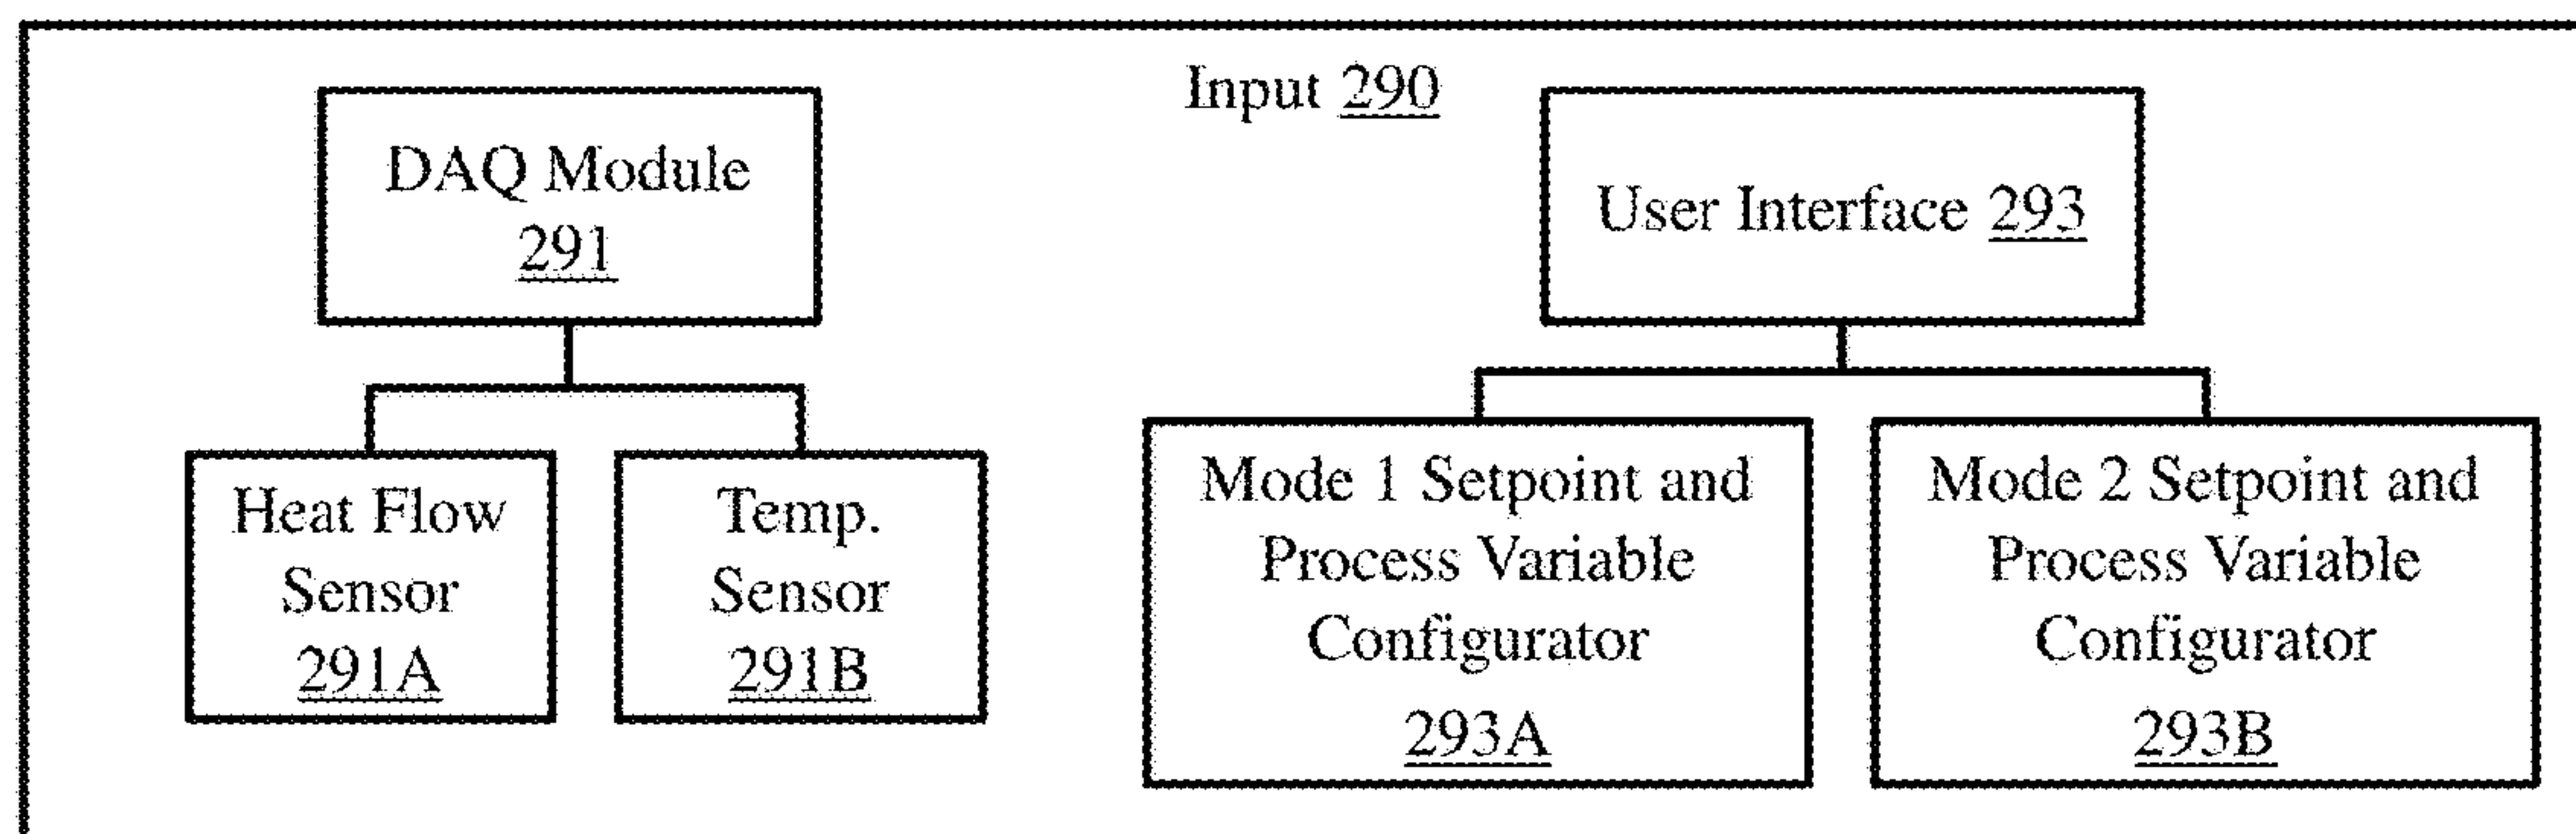 Input 290
DAQ Module
291
User Interface 293
Heat Flow
Sensor
291A
Temp.
Sensor
291B
Mode 1 Setpoint and
Process Variable
Configurator
293A
Mode 2 Setpoint and
Process Variable
Configurator
293B